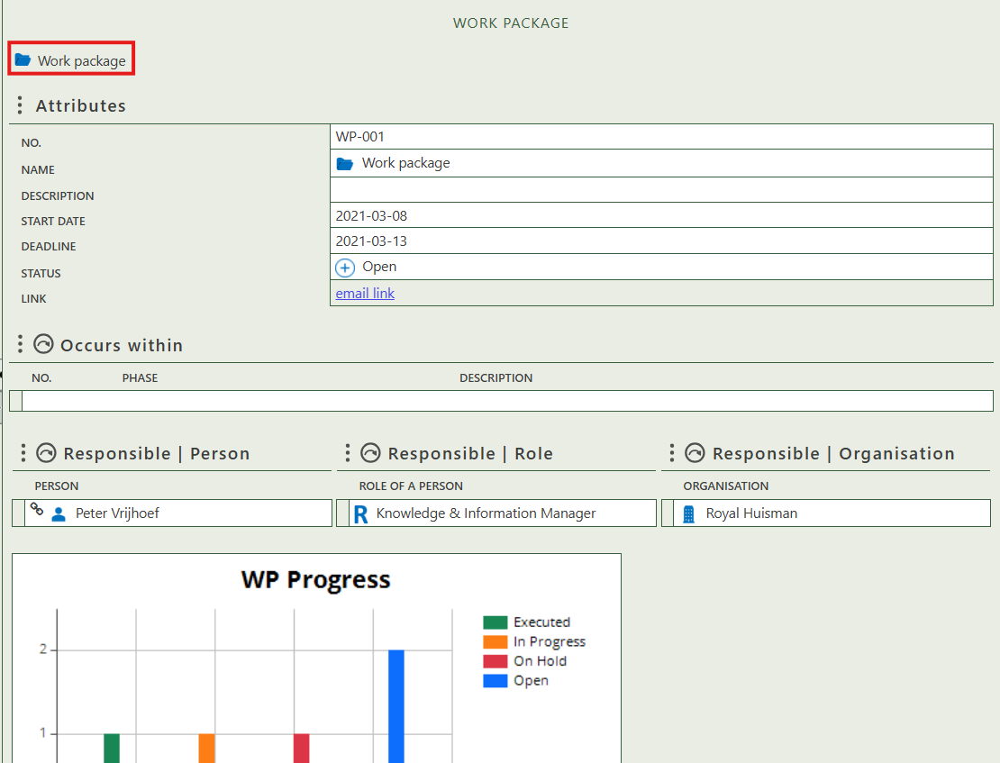 WORK PACKAGE
Work package
Attributes
NO. WP-001
NAME Work package
DESCRIPTION
START DATE 2021-03-08
DEADLINE 2021-03-13
STATUS Open
LINK email link
Occurs within
NO. PHASE DESCRIPTION
Responsible | Person Responsible | Role Responsible | Organisation
PERSON ROLE OF A PERSON ORGANISATION
Peter Vrijhoef R Knowledge & Information Manager Royal Huisman
WP Progress
Executed
In Progress
On Hold
Open
2
1